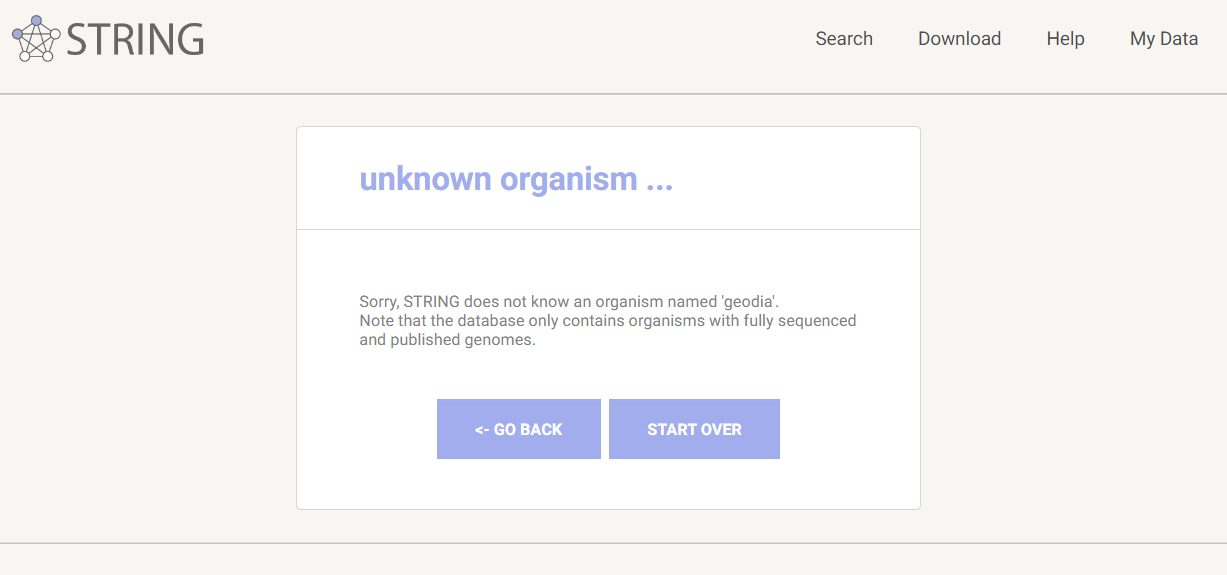 STRING
Search Download Help My Data
unknown organism ...
Sorry, STRING does not know an organism named 'geodia'.
Note that the database only contains organisms with fully sequenced
and published genomes.
<- GO BACK START OVER